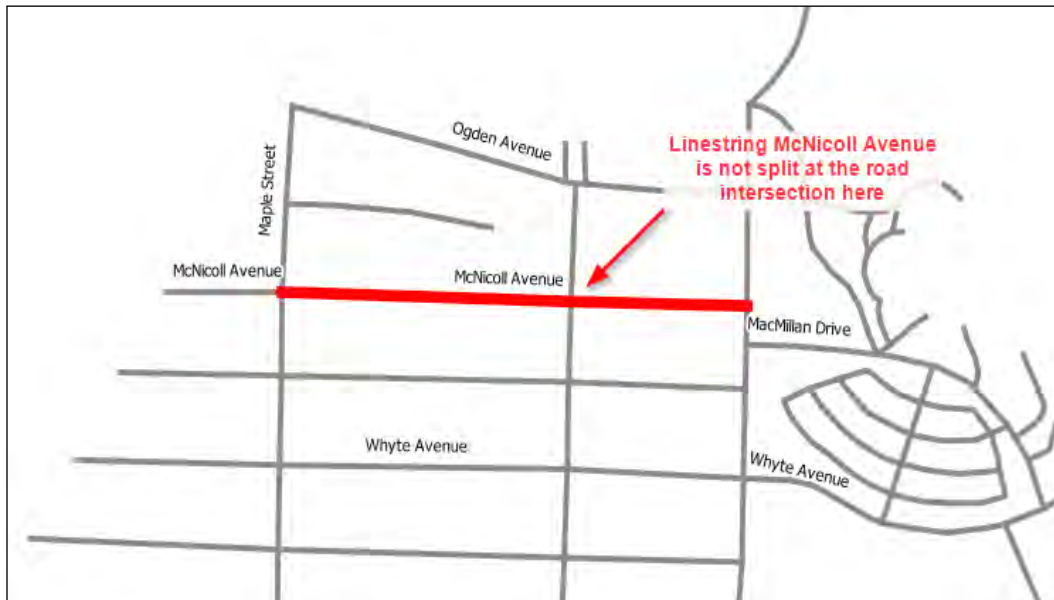 Ogden Avenue
Linestring McNicoll Avenue
is not split at the road
intersection here
Maple Street
McNicoll Avenue
McNicoll Avenue
MacMillan Drive
Whyte Avenue
Whyte Avenue